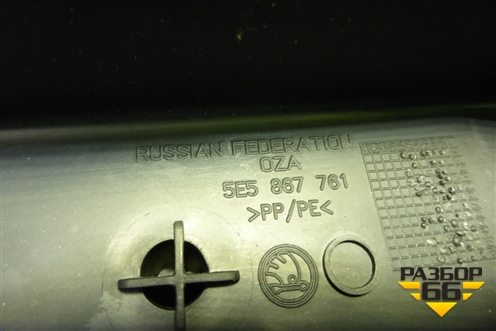 RUSSIAN FEDERATION
OZA
5E5 867 761
>PP/PE<
РАЗБОР
66